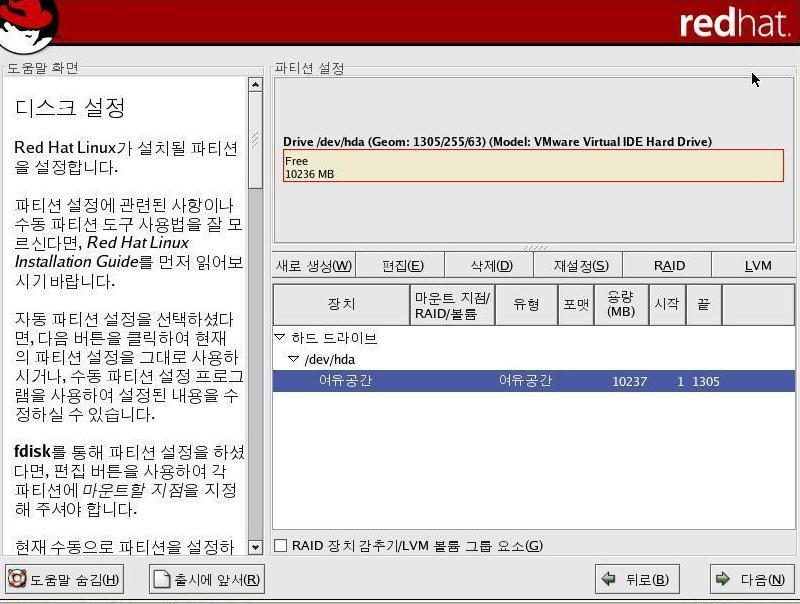 redhat.
도움말 화면
디스크 설정
Red Hat Linux가 설치될 파티션
을 설정합니다.
파티션 설정에 관련된 사항이나
수동 파티션 도구 사용법을 잘 모
르신다면, Red Hat Linux
Installation Guide를 먼저 읽어보
시기 바랍니다.
자동 파티션 설정을 선택하셨다
면, 다음 버튼을 클릭하여 현재
의 파티션 설정을 그대로 사용하
시거나, 수동 파티션 설정 프로그
램을 사용하여 설정된 내용을 수
정하실 수 있습니다.
fdisk를 통해 파티션 설정을 하셨
다면, 편집 버튼을 사용하여 각
파티션에 마운트할 지점을 지정
해 주셔야 합니다.
현재 수동으로 파티션을 설정하
파티션 설정
Drive /dev/hda (Geom: 1305/255/63) (Model: VMware Virtual IDE Hard Drive)
Free
10236 MB
새로 생성(W) 편집(E) 삭제(D) 재설정(S) RAID LVM
장치 마운트 지점/ RAID/볼륨 유형 포맷 용량 (MB) 시작 끝
하드 드라이브
/dev/hda
여유공간 여유공간 10237 1 1305
RAID 장치 감추기/LVM 볼륨 그룹 요소(G)
도움말 숨김(H) 출시에 앞서(R) 뒤로(B) 다음(N)